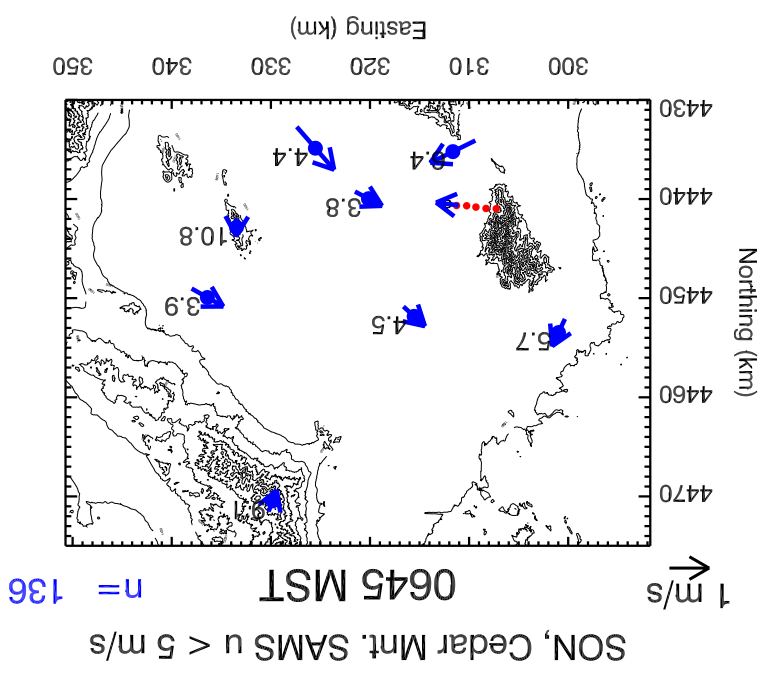 SON, Cedar Mnt. SAMS u < 5 m/s
1 m/s
0645 MST
n= 136
Northing (km)
4470
4460
4450
4440
4430
5.7
4.5
3.9
10.8
3.8
4.4
300 310 320 330 340 350
Easting (km)